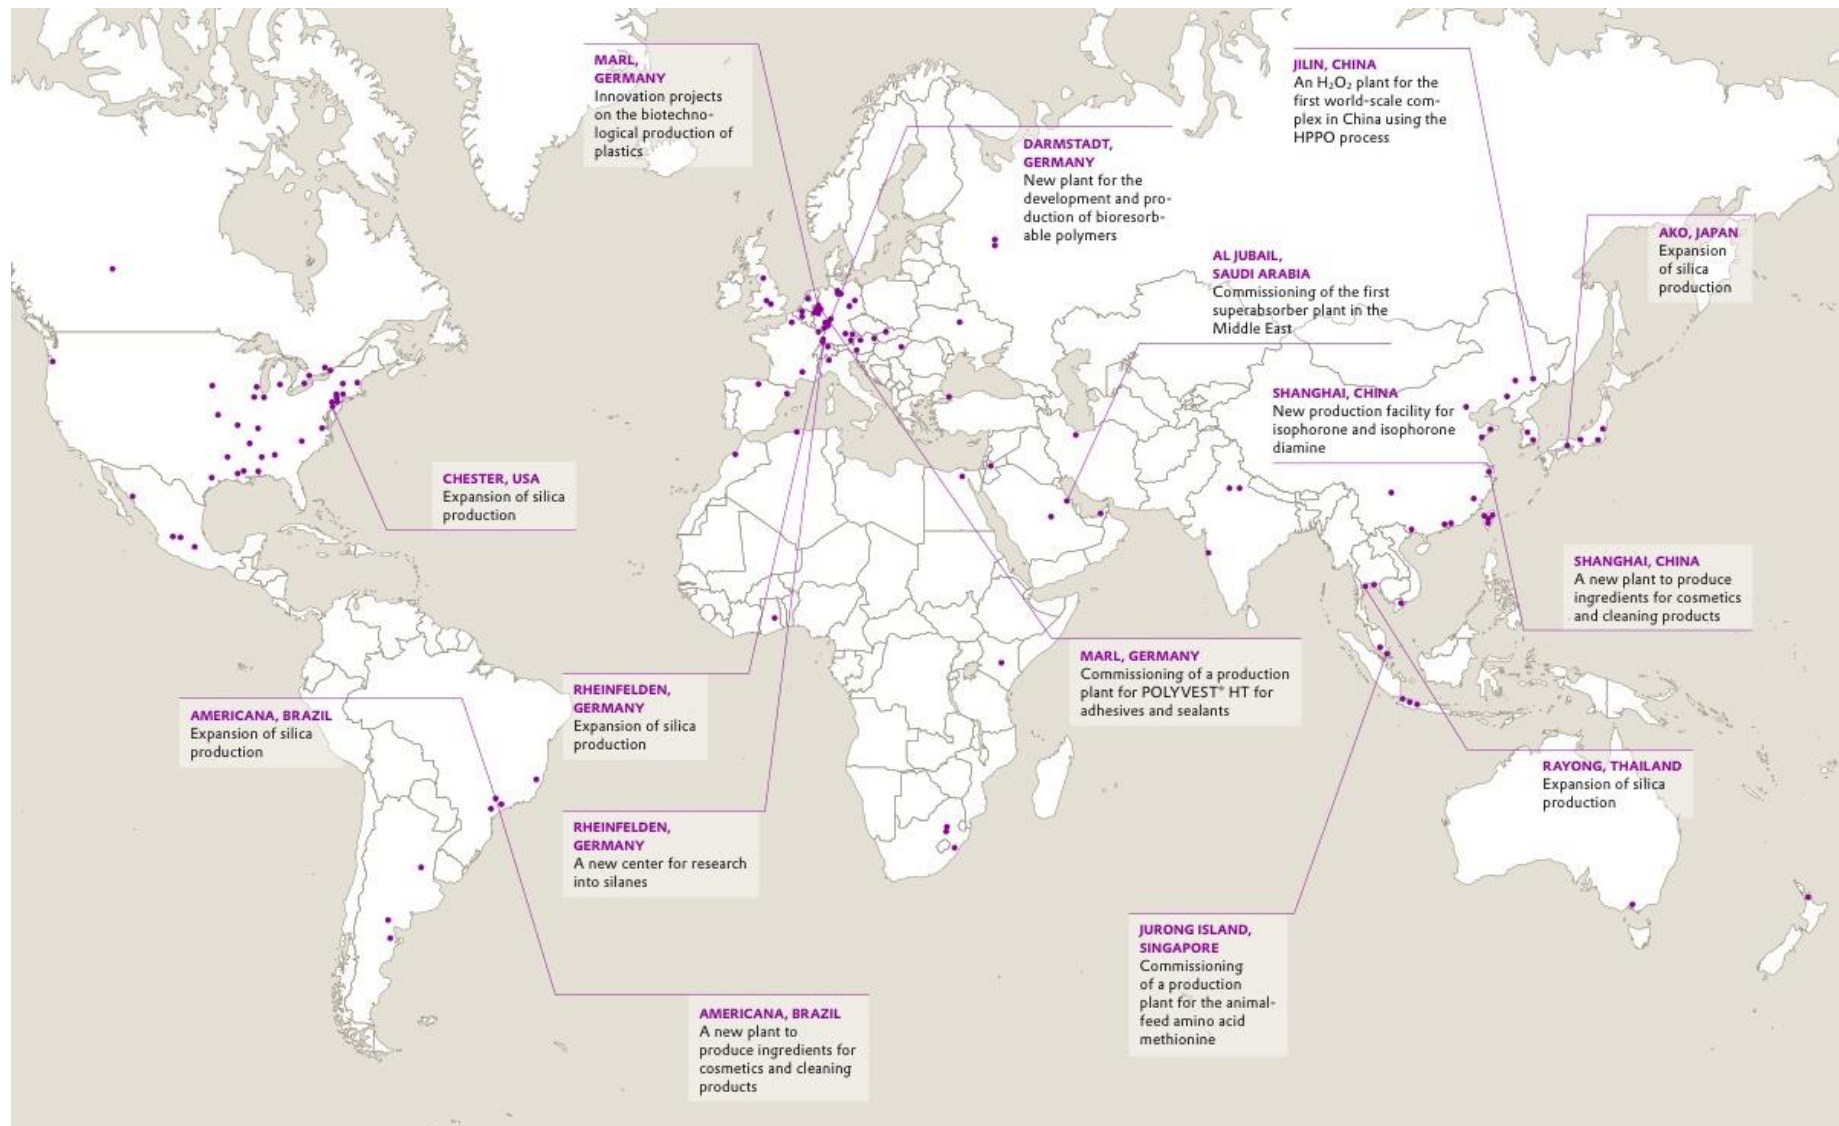 MARL,
GERMANY
Innovation projects
on the biotechno-
logical production of
plastics
JILIN, CHINA
An H₂O₂ plant for the
first world-scale com-
plex in China using the
HPPO process
DARMSTADT,
GERMANY
New plant for the
development and pro-
duction of bioresorb-
able polymers
AKO, JAPAN
Expansion
of silica
production
AL JUBAIL,
SAUDI ARABIA
Commissioning of the first
superabsorber plant in the
Middle East
SHANGHAI, CHINA
New production facility for
isophorone and isophorone
diamine
CHESTER, USA
Expansion of silica
production
SHANGHAI, CHINA
A new plant to produce
ingredients for cosmetics
and cleaning products
MARL, GERMANY
Commissioning of a production
plant for POLYVEST® HT for
adhesives and sealants
RHEINFELDEN,
GERMANY
Expansion of silica
production
AMERICANA, BRAZIL
Expansion of silica
production
RAYONG, THAILAND
Expansion of silica
production
RHEINFELDEN,
GERMANY
A new center for research
into silanes
JURONG ISLAND,
SINGAPORE
Commissioning
of a production
plant for the animal-
feed amino acid
methionine
AMERICANA, BRAZIL
A new plant to
produce ingredients for
cosmetics and cleaning
products